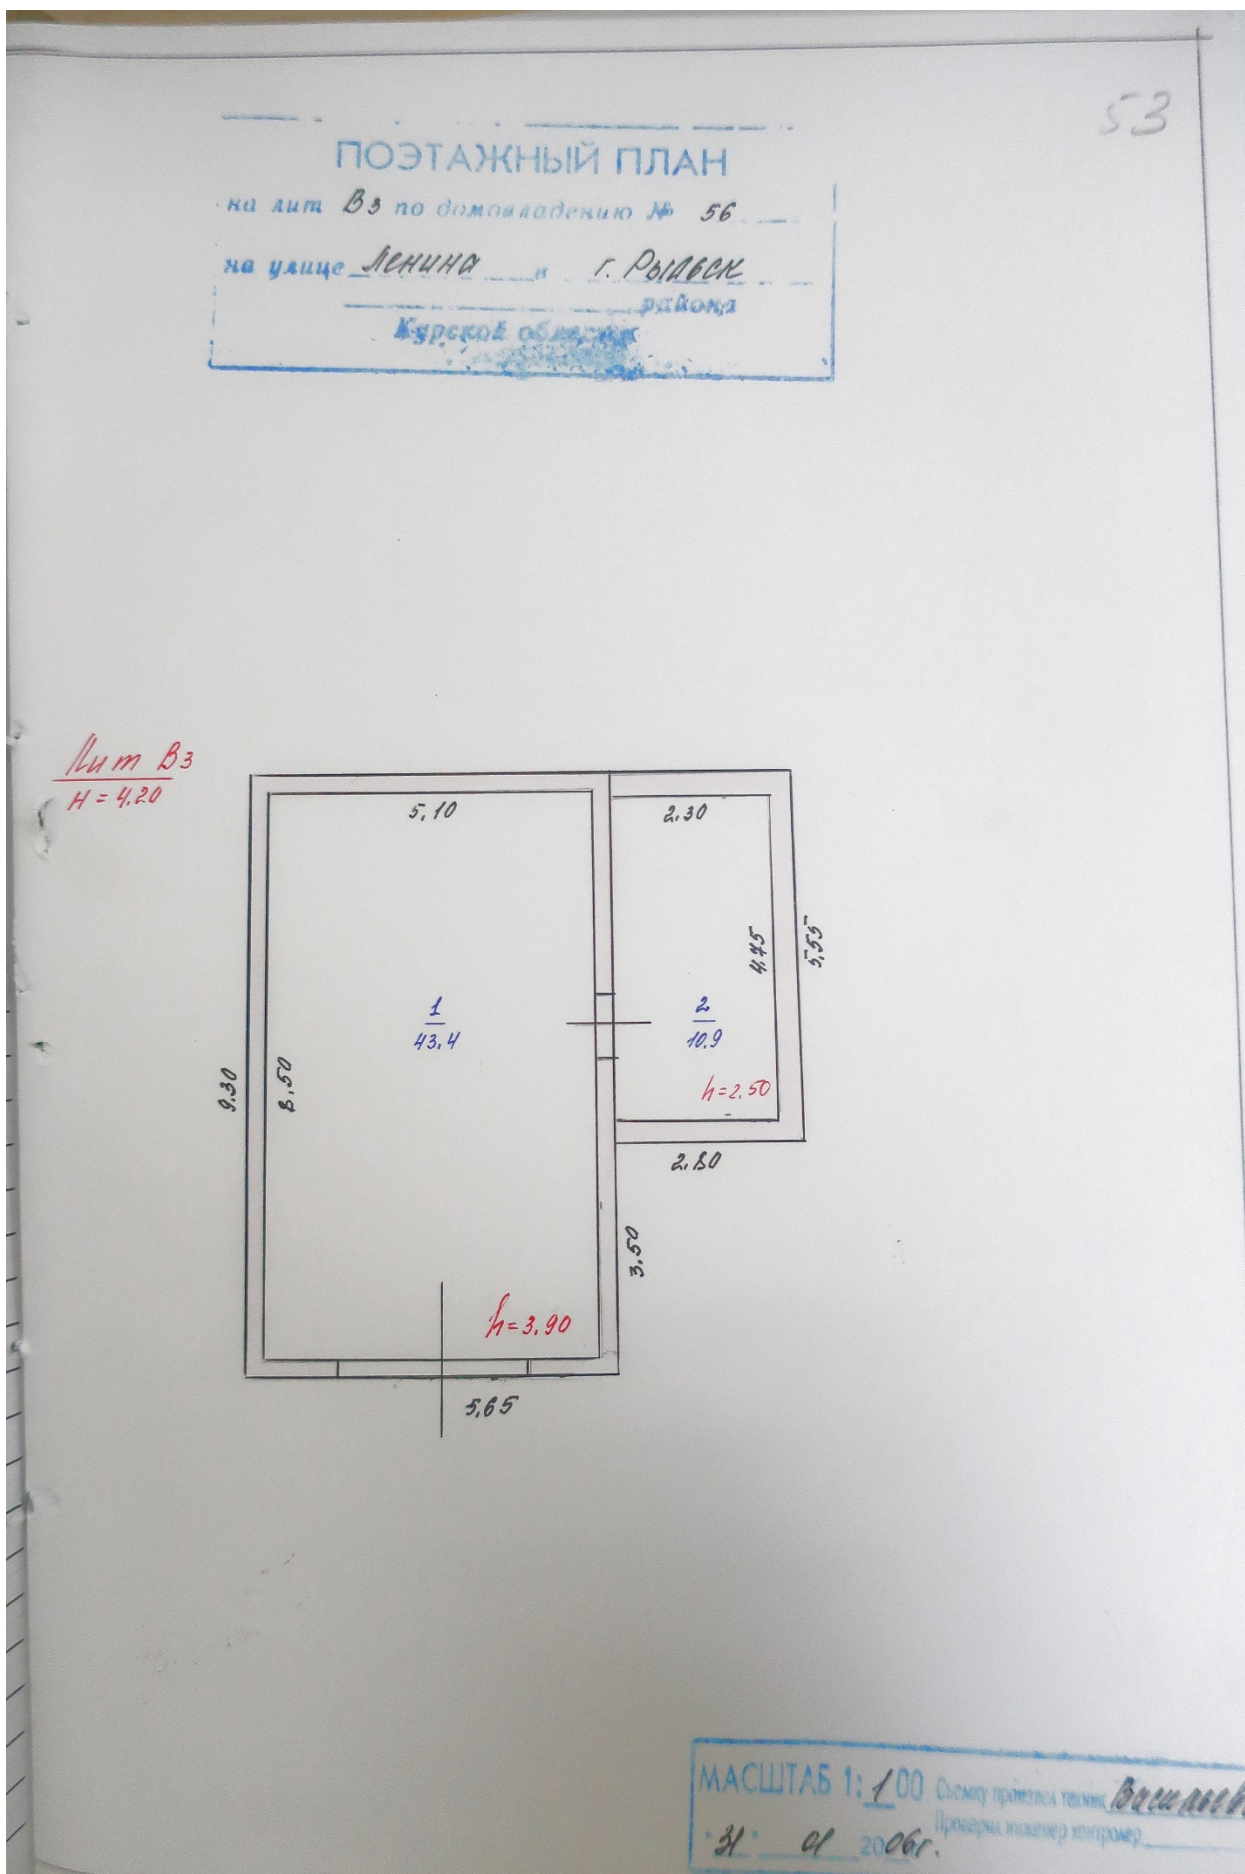 53
ПОЭТАЖНЫЙ ПЛАН
на лит В3 по домовладению № 56
на улице Ленина в г. Рыльск
района
Курской области
Лит В3
H = 4.20
5,10
2,30
4,75
5,55
1
43,4
2
10.9
9.30
8,50
h=2.50
2.80
3.50
h=3,90
5,65
МАСШТАБ 1:100 Съемку произвел техник
"31" 01 2006г. Проверил инженер контролер